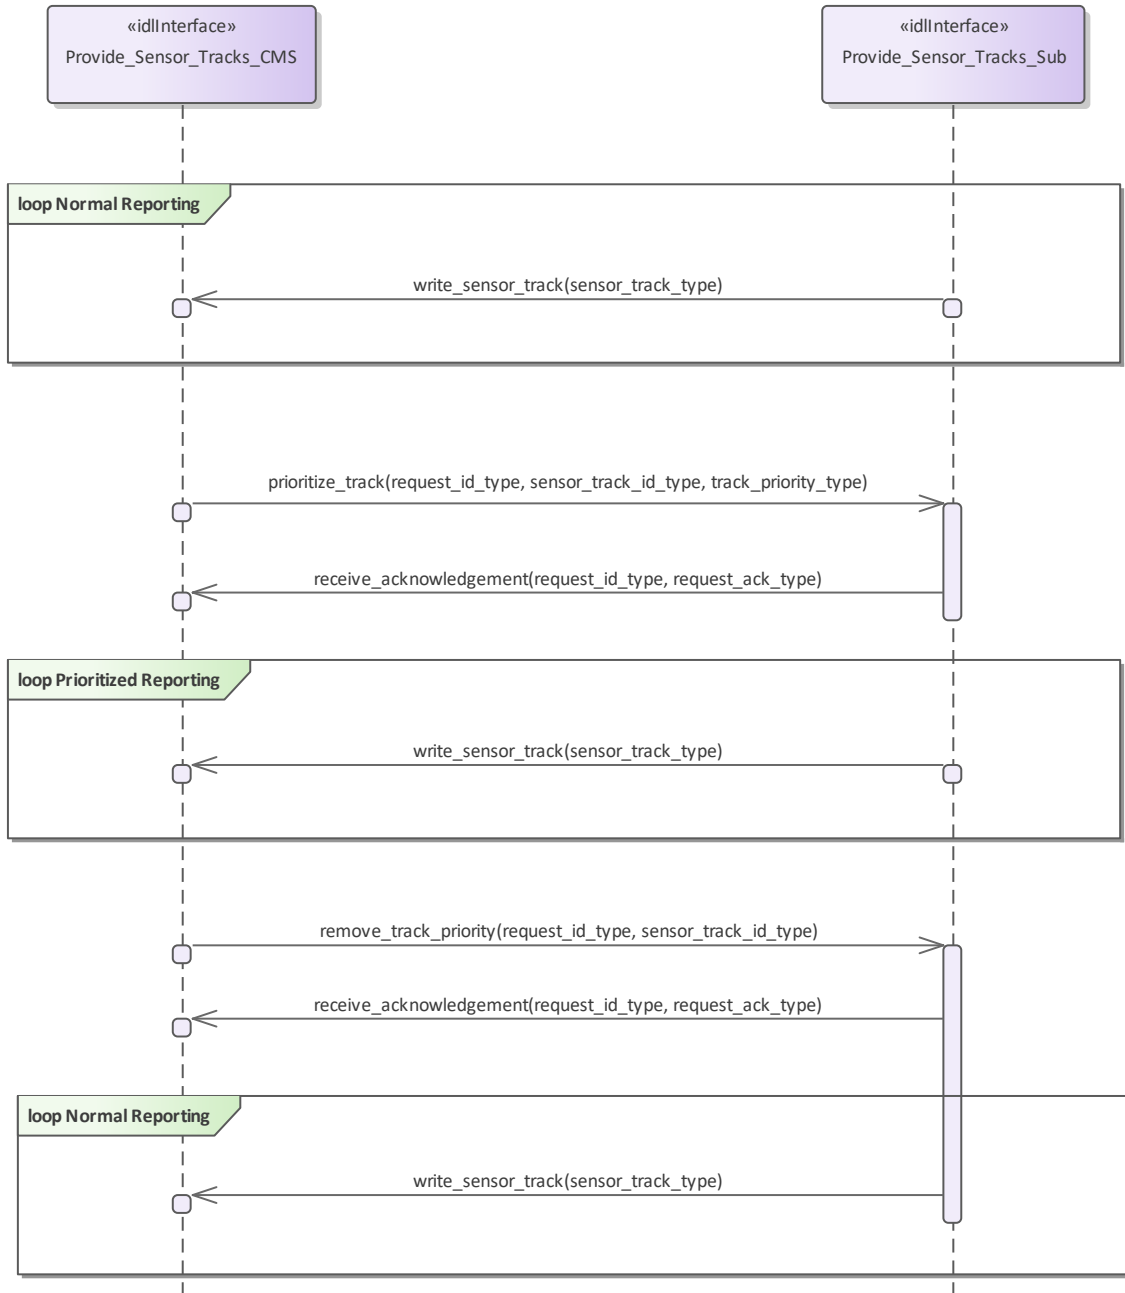 «idlInterface»
Provide_Sensor_Tracks_CMS
«idlInterface»
Provide_Sensor_Tracks_Sub
loop Normal Reporting
write_sensor_track(sensor_track_type)
prioritize_track(request_id_type, sensor_track_id_type, track_priority_type)
receive_acknowledgement(request_id_type, request_ack_type)
loop Prioritized Reporting
write_sensor_track(sensor_track_type)
remove_track_priority(request_id_type, sensor_track_id_type)
receive_acknowledgement(request_id_type, request_ack_type)
loop Normal Reporting
write_sensor_track(sensor_track_type)